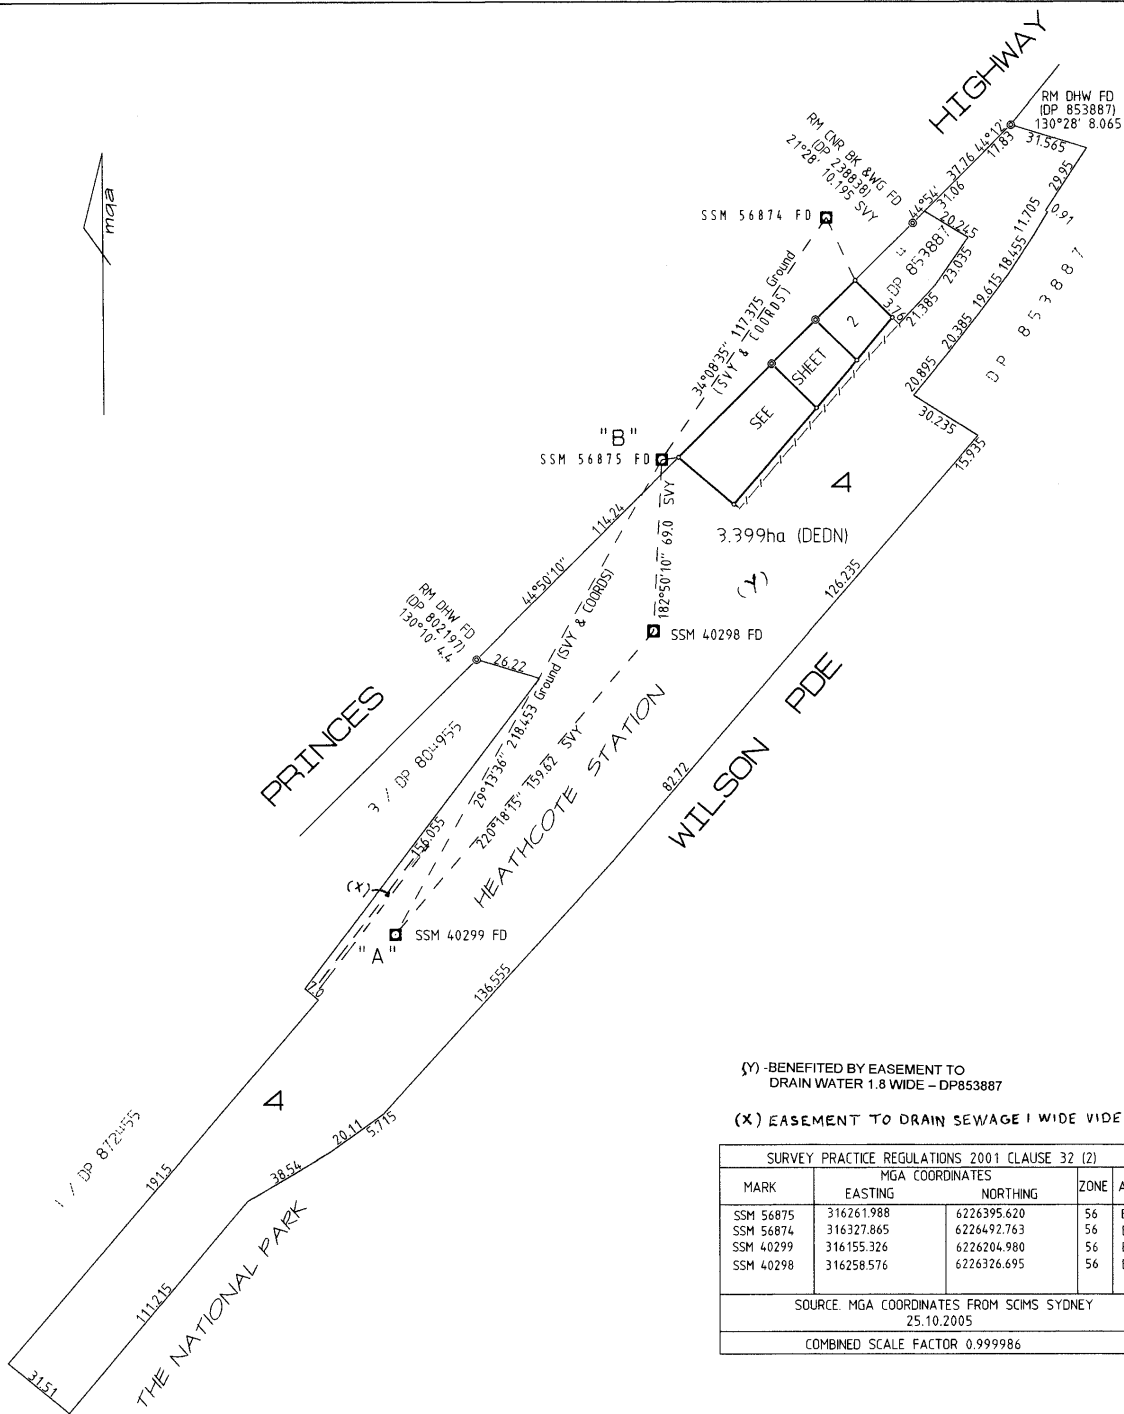 HIGHWAY
RM DHW FD
(DP 853887)
130°28' 8.065
44°12'
17.83
31.565
37.76
RM CNR BK & WG FD
(DP 238838)
21°28' 10.195 SVY
44°54'
31.06
29.95
mga
SSM 56874 FD
20.245
11.705
0.91
4
DP 853887
23.035
18.455
34°08'35" 117.375 Ground
(SVY & COORDS)
3.76
21.385
19.615
DP 853887
2
SHEET
SEE
20.385
20.895
30.235
15.935
"B"
SSM 56875 FD
4
114.24
3.399ha (DEDN)
(Y)
182°50'10" 69.0 SVY
126.235
44°50'10"
RM DHW FD
(DP 802197)
130°10' 4.4
SSM 40298 FD
26.22
PRINCES
3 / DP 804955
29°13'36" 218.453 Ground (SVY & COORDS)
220°18'15" 159.62 SVY
HEATHCOTE STATION
WILSON PDE
82.72
156.055
(X)
"A"
SSM 40299 FD
136.555
7.6
4
20.11
5.715
38.54
1 / DP 872455
191.5
THE NATIONAL PARK
111.215
31.51
(Y) -BENEFITED BY EASEMENT TO
DRAIN WATER 1.8 WIDE – DP853887
(X) EASEMENT TO DRAIN SEWAGE 1 WIDE VIDE
SURVEY PRACTICE REGULATIONS 2001 CLAUSE 32 (2)
MARK MGA COORDINATES ZONE
EASTING NORTHING
SSM 56875 316261.988 6226395.620 56
SSM 56874 316327.865 6226492.763 56
SSM 40299 316155.326 6226204.980 56
SSM 40298 316258.576 6226326.695 56
SOURCE. MGA COORDINATES FROM SCIMS SYDNEY
25.10.2005
COMBINED SCALE FACTOR 0.999986